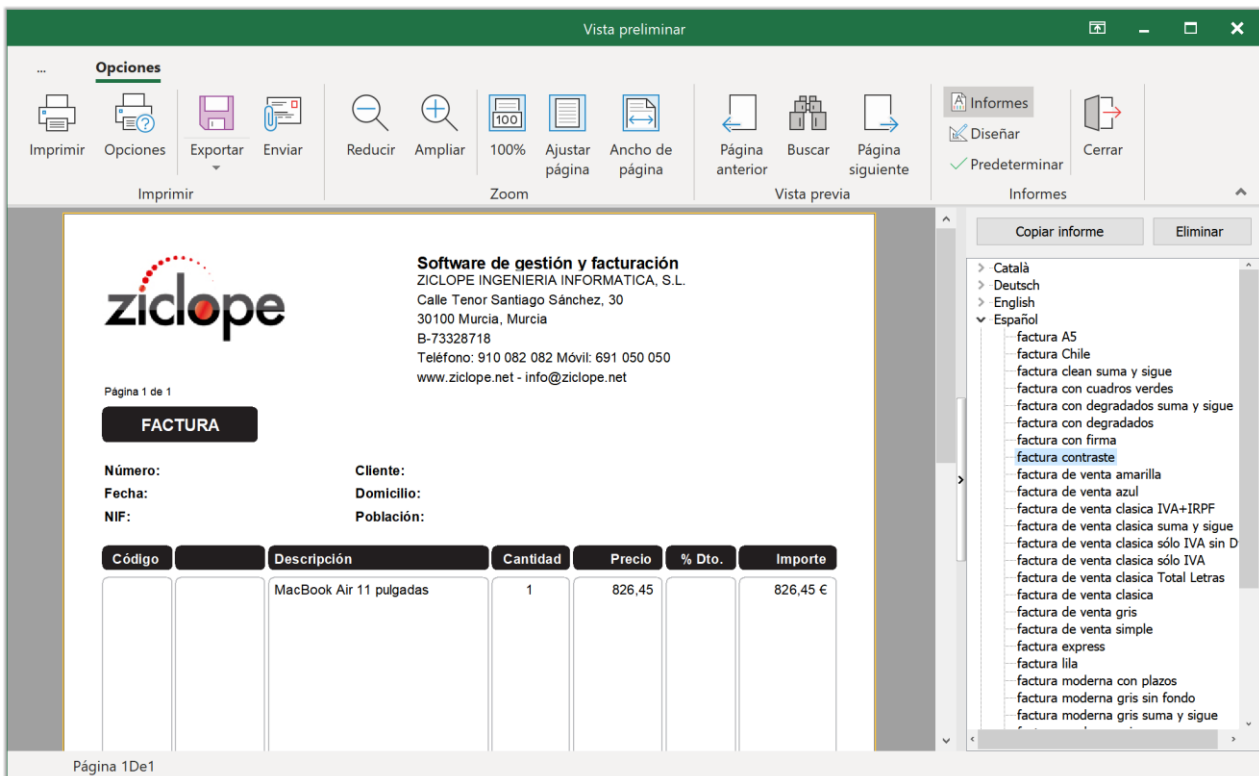 Vista preliminar
... Opciones
Imprimir
Opciones
Exportar
Enviar
Imprimir
Reducir
Ampliar
100
100%
Ajustar
página
Ancho de
página
Zoom
Página
anterior
Buscar
Página
siguiente
Vista previa
Informes
Diseñar
Predeterminar
Cerrar
Informes
ziclope
Software de gestión y facturación
ZICLOPE INGENIERIA INFORMATICA, S.L.
Calle Tenor Santiago Sánchez, 30
30100 Murcia, Murcia
B-73328718
Teléfono: 910 082 082 Móvil: 691 050 050
www.ziclope.net - info@ziclope.net
Página 1 de 1
FACTURA
Número: Cliente:
Fecha: Domicilio:
NIF: Población:
Código Descripción Cantidad Precio % Dto. Importe
MacBook Air 11 pulgadas 1 826,45 826,45 €
Copiar informe Eliminar
Català
Deutsch
English
Español
factura A5
factura Chile
factura clean suma y sigue
factura con cuadros verdes
factura con degradados suma y sigue
factura con degradados
factura con firma
factura contraste
factura de venta amarilla
factura de venta azul
factura de venta clasica IVA+IRPF
factura de venta clasica suma y sigue
factura de venta clasica sólo IVA sin D
factura de venta clasica sólo IVA
factura de venta clasica Total Letras
factura de venta clasica
factura de venta gris
factura de venta simple
factura express
factura lila
factura moderna con plazos
factura moderna gris sin fondo
factura moderna gris suma y sigue
Página 1De1